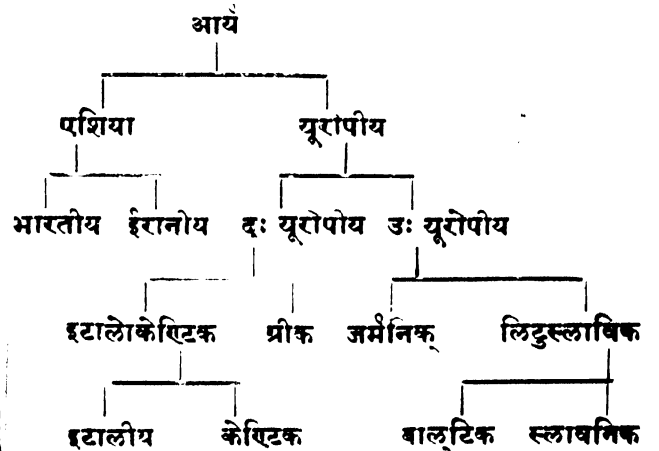 आर्य
एशिया यूरोपीय
भारतीय ईरानीय दः यूरोपीय उः यूरोपीय
इटालोकेण्टिक ग्रीक जर्मनिक् लिटुस्लाविक
इटालीय केण्टिक बाल्टिक स्लावनिक